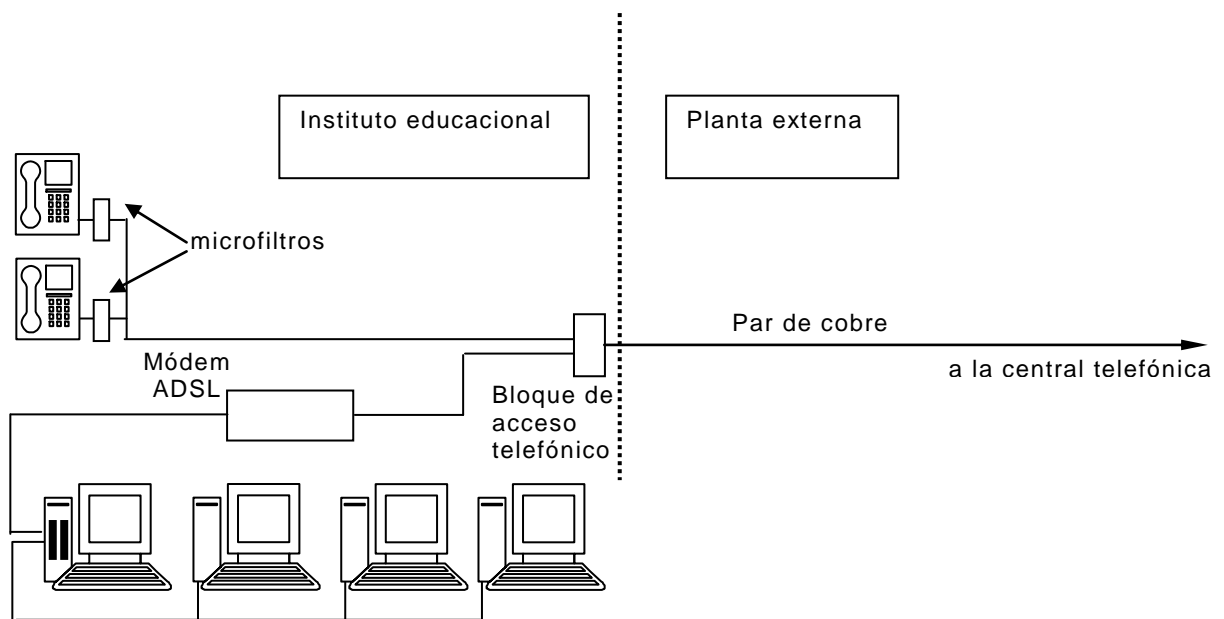 Instituto educacional
Planta externa
microfiltros
Par de cobre
a la central telefónica
Módem
ADSL
Bloque de
acceso
telefónico